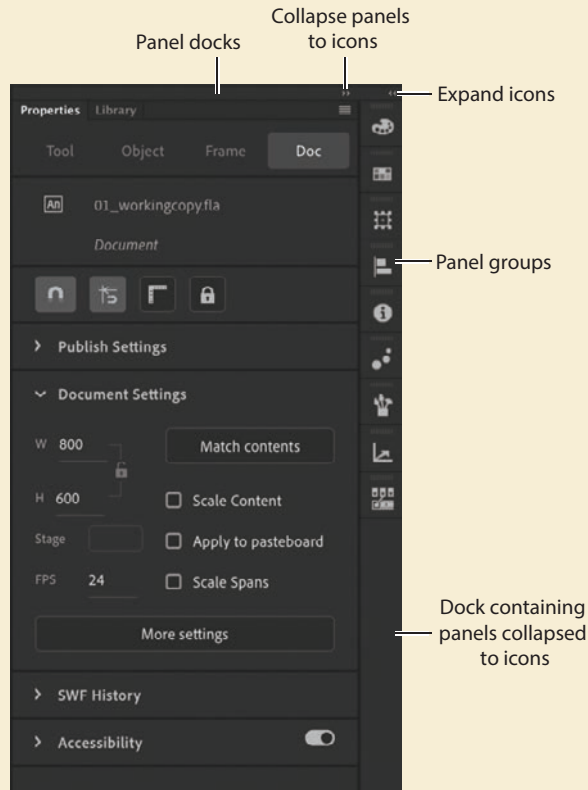 Collapse panels
to icons
Panel docks
Expand icons
Properties Library
Tool Object Frame Doc
An 01_workingcopy.fla
Document
Panel groups
Publish Settings
Document Settings
W 800 Match contents
H 600 Scale Content
Stage Apply to pasteboard
FPS 24 Scale Spans
More settings
Dock containing
panels collapsed
to icons
SWF History
Accessibility